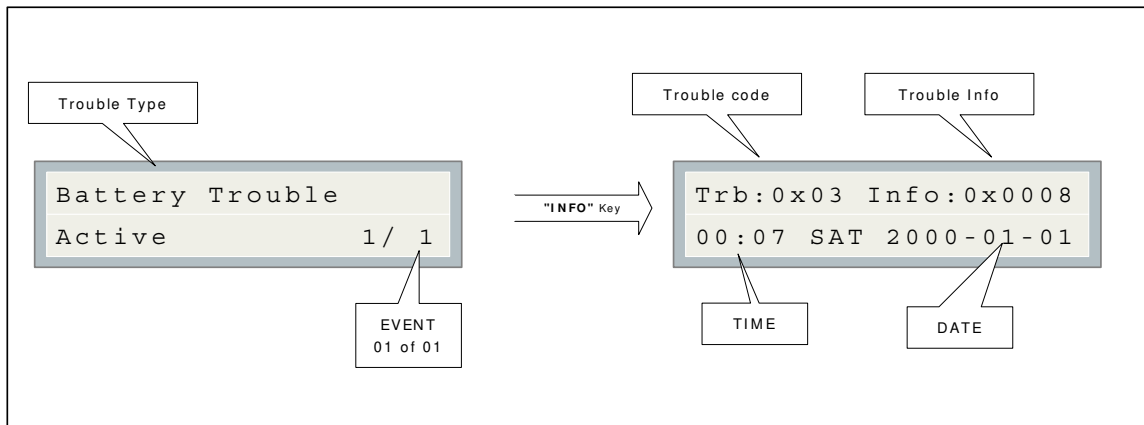 Trouble Type
Battery Trouble
Active 1/ 1
EVENT
01 of 01
"INFO" Key
Trouble code
Trouble Info
Trb:0x03 Info:0x0008
00:07 SAT 2000-01-01
TIME
DATE